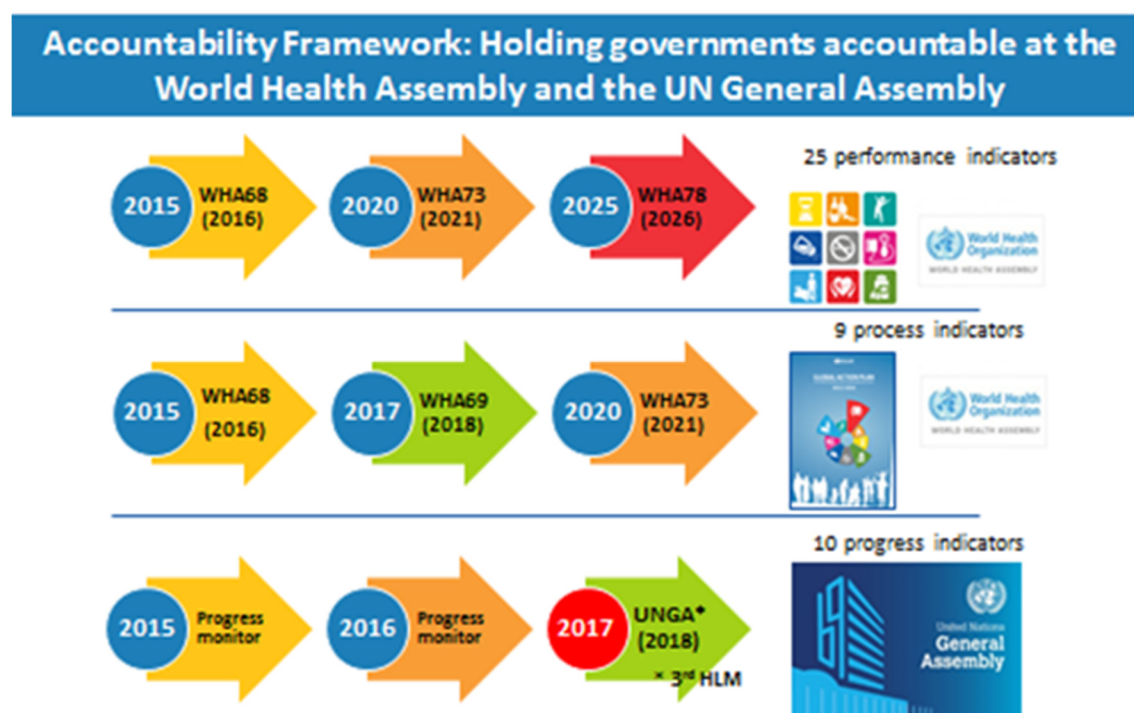 Accountability Framework: Holding governments accountable at the
World Health Assembly and the UN General Assembly
25 performance indicators
2015
WHA68
(2016)
2020
WHA73
(2021)
2025
WHA78
(2026)
World Health
Organization
WORLD HEALTH ASSEMBLY
9 process indicators
2015
WHA68
(2016)
2017
WHA69
(2018)
2020
WHA73
(2021)
GLOBAL ACTION PLAN
World Health
Organization
WORLD HEALTH ASSEMBLY
10 progress indicators
2015
Progress
monitor
2016
Progress
monitor
2017
UNGA*
(2018)
* 3rd HLM
United Nations
General
Assembly